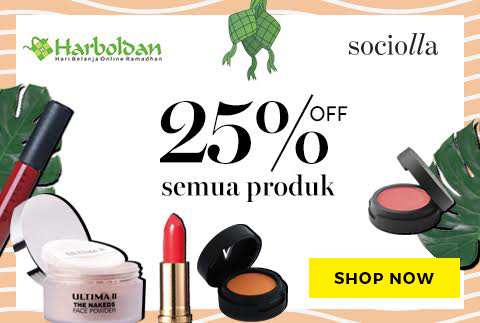 Harboldan
Hari Belanja Online Ramadhan
sociolla
25% OFF
semua produk
ULTIMA II
THE NAKEDS
FACE POWDER
SHOP NOW